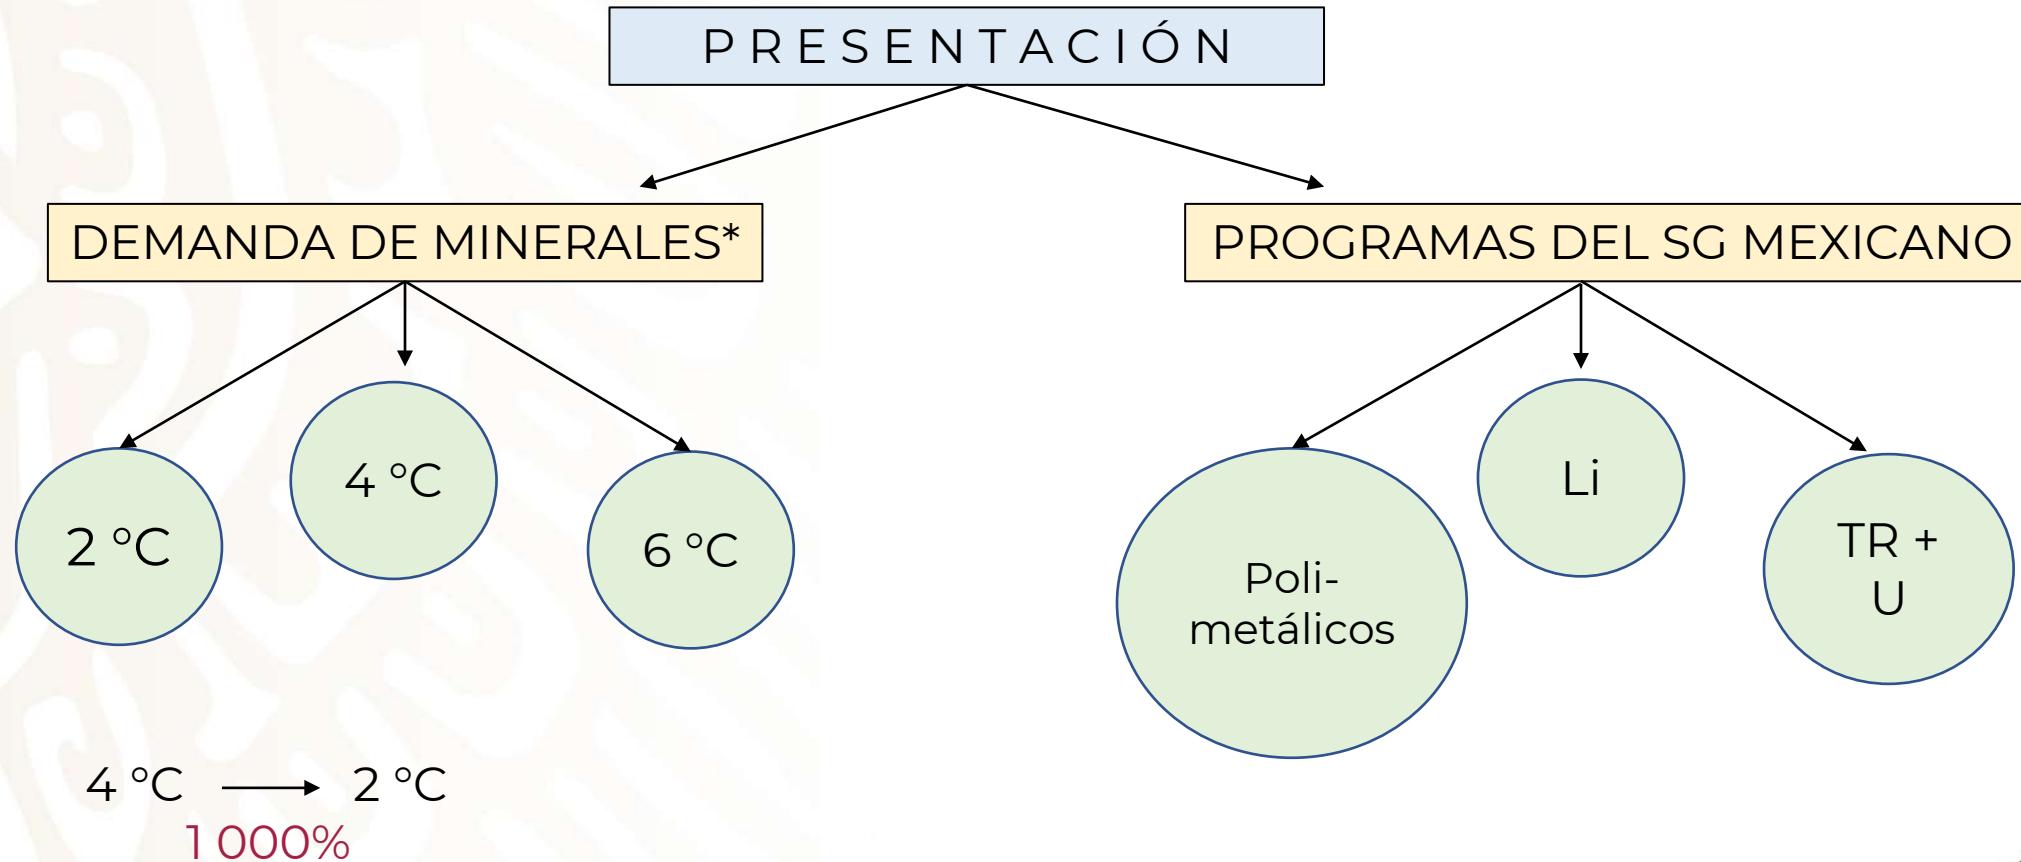 PRESENTACIÓN
DEMANDA DE MINERALES*
PROGRAMAS DEL SG MEXICANO
2 °C
4 °C
6 °C
Poli-
metálicos
Li
TR +
U
4 °C 2 °C
1 000%